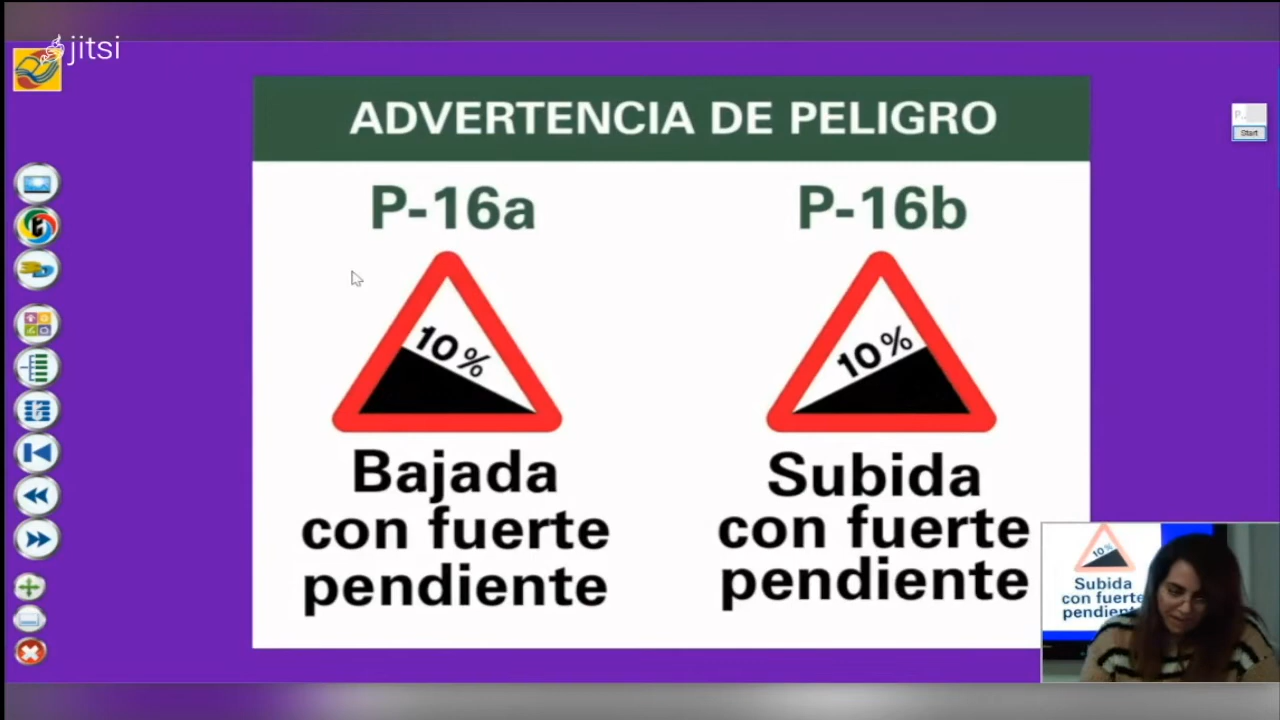 jitsi
ADVERTENCIA DE PELIGRO
P-16a
P-16b
10%
10%
Bajada
con fuerte
pendiente
Subida
con fuerte
pendiente
Start
10%
Subida
con fuerte